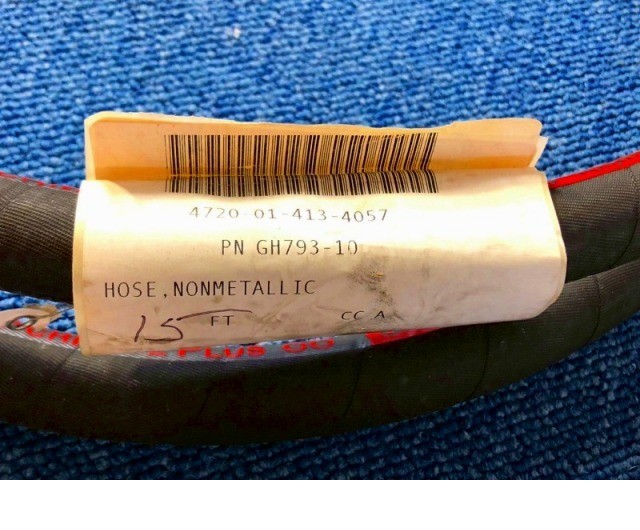 4720-01-413-4057
PN GH793-10
HOSE,NONMETALLIC
15 FT CC A